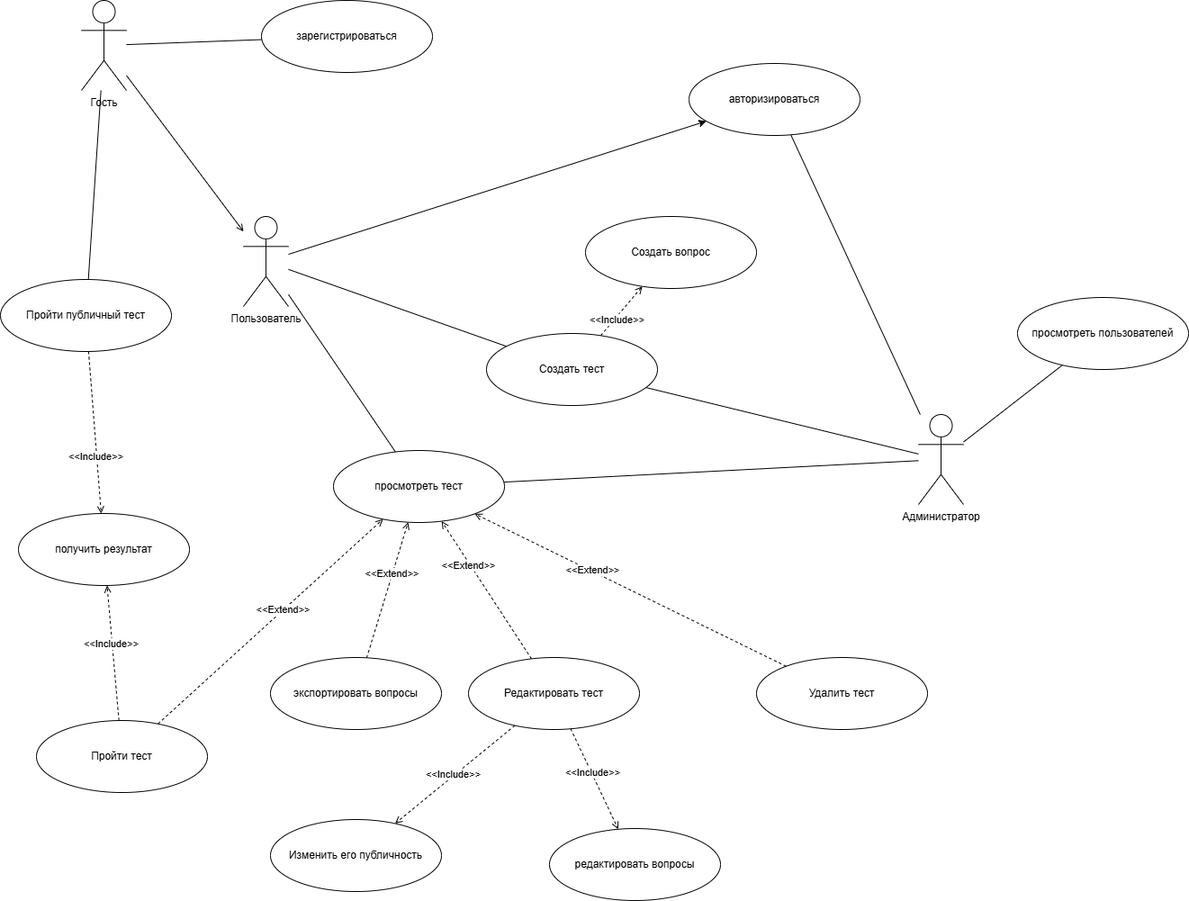 зарегистрироваться
Гость
авторизироваться
Создать вопрос
Пользователь
Пройти публичный тест
<<Include>>
просмотреть пользователей
Создать тест
<<Include>>
просмотреть тест
Администратор
получить результат
<<Extend>>
<<Extend>>
<<Extend>>
<<Extend>>
<<Include>>
экспортировать вопросы
Редактировать тест
Удалить тест
Пройти тест
<<Include>>
<<Include>>
Изменить его публичность
редактировать вопросы